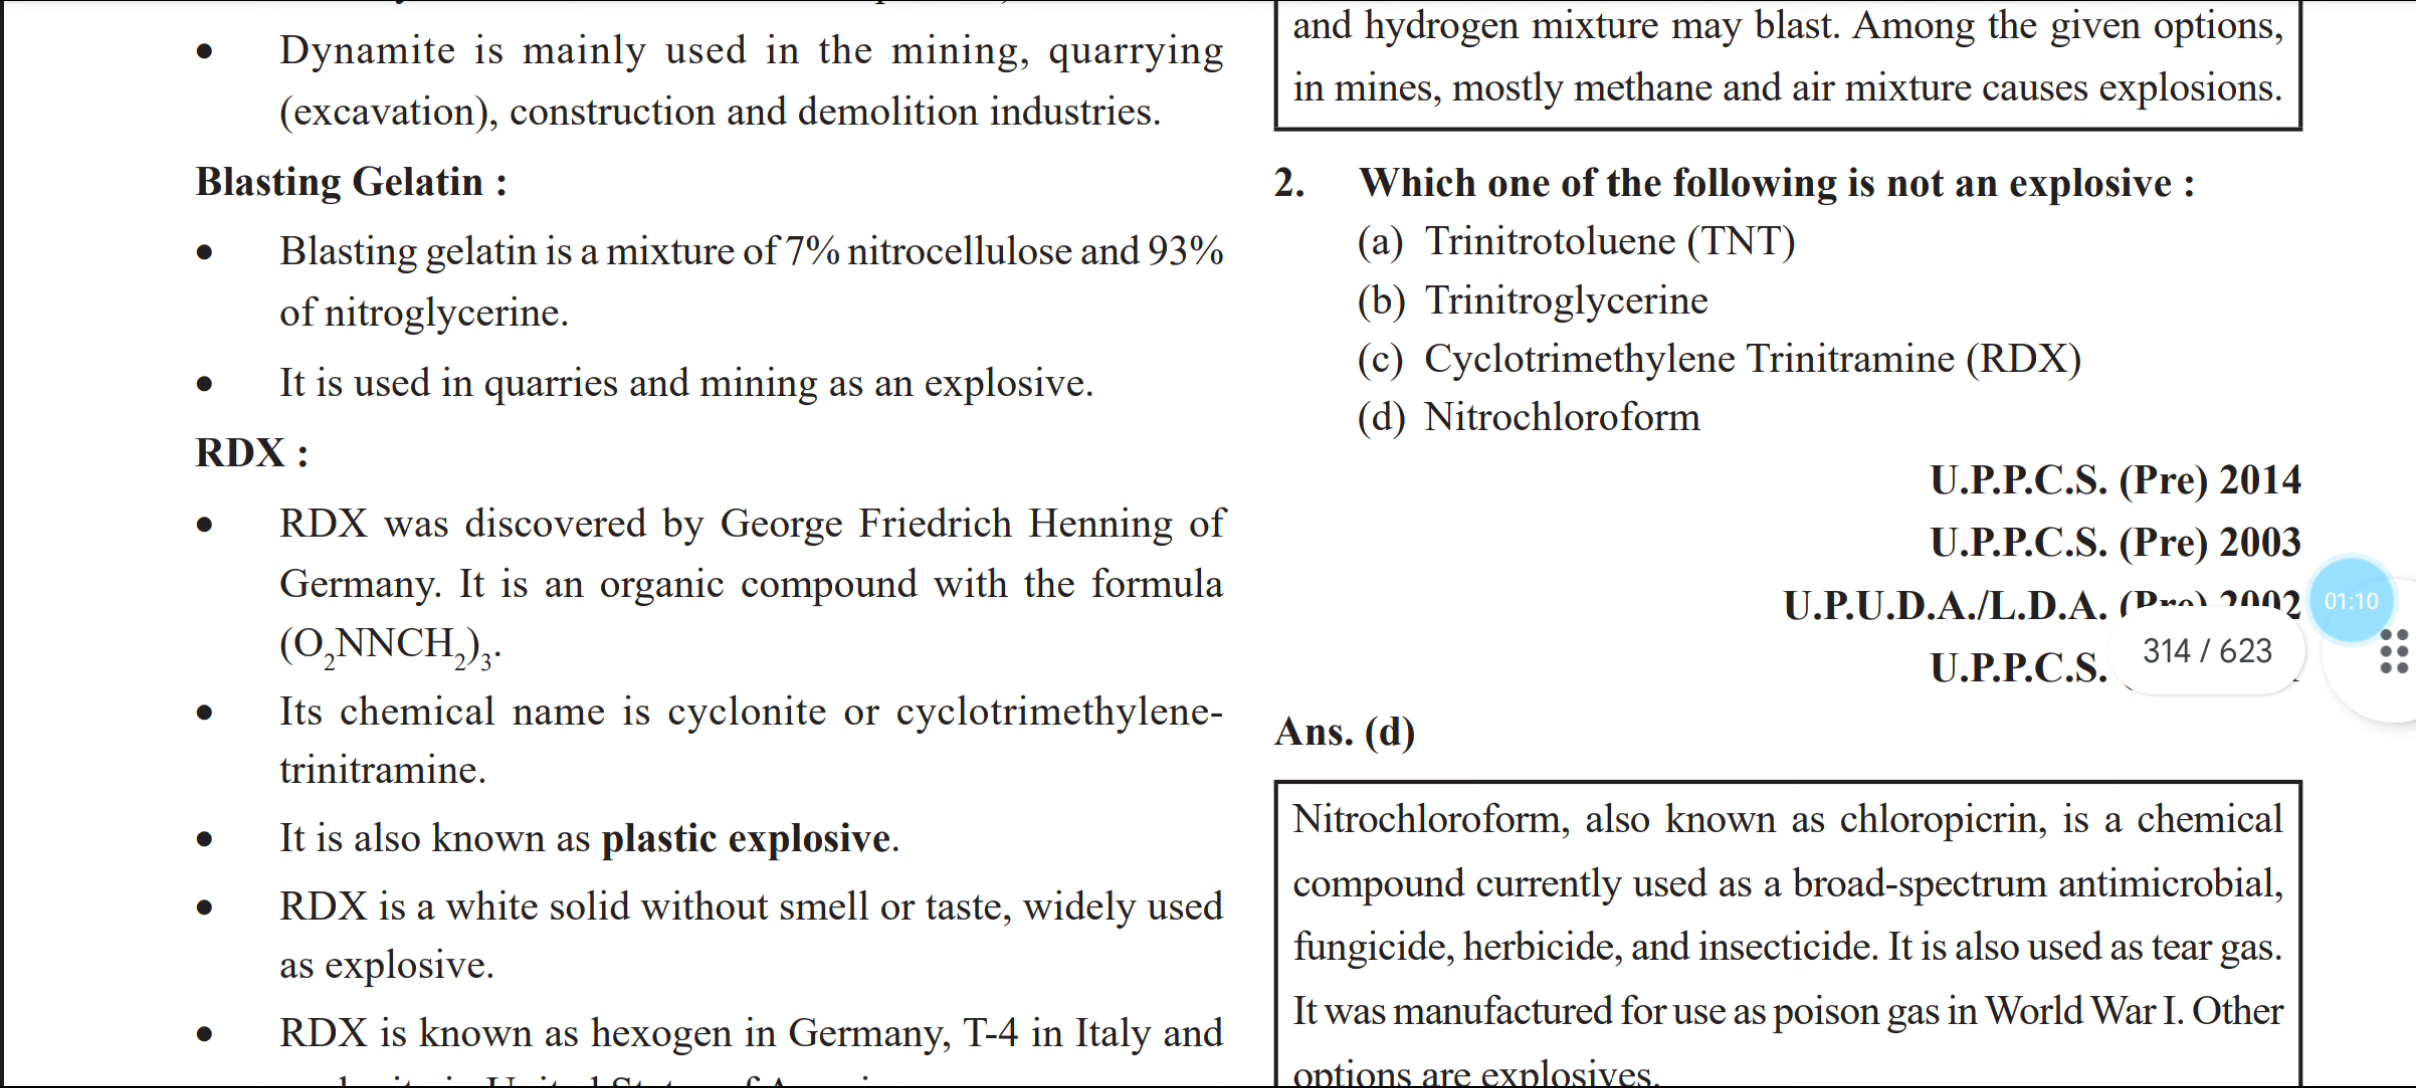 • Dynamite is mainly used in the mining, quarrying
(excavation), construction and demolition industries.
Blasting Gelatin :
• Blasting gelatin is a mixture of 7% nitrocellulose and 93%
of nitroglycerine.
• It is used in quarries and mining as an explosive.
RDX :
• RDX was discovered by George Friedrich Henning of
Germany. It is an organic compound with the formula
(O₂NNCH₂)₃.
• Its chemical name is cyclonite or cyclotrimethylene-
trinitramine.
• It is also known as plastic explosive.
• RDX is a white solid without smell or taste, widely used
as explosive.
• RDX is known as hexogen in Germany, T-4 in Italy and
and hydrogen mixture may blast. Among the given options,
in mines, mostly methane and air mixture causes explosions.
2. Which one of the following is not an explosive :
(a) Trinitrotoluene (TNT)
(b) Trinitroglycerine
(c) Cyclotrimethylene Trinitramine (RDX)
(d) Nitrochloroform
U.P.P.C.S. (Pre) 2014
U.P.P.C.S. (Pre) 2003
U.P.U.D.A./L.D.A. (Pre) 2002
01:10
U.P.P.C.S.
314 / 623
Ans. (d)
Nitrochloroform, also known as chloropicrin, is a chemical
compound currently used as a broad-spectrum antimicrobial,
fungicide, herbicide, and insecticide. It is also used as tear gas.
It was manufactured for use as poison gas in World War I. Other
options are explosives.